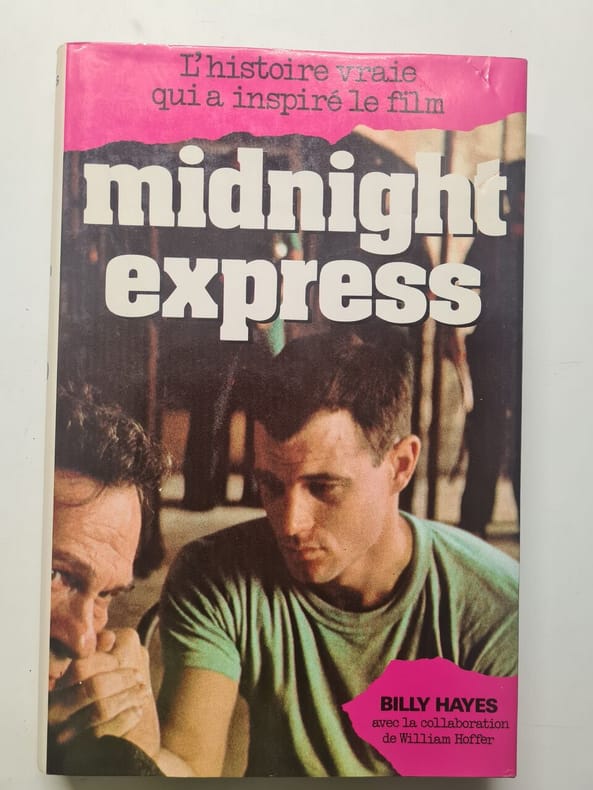 L'histoire vraie
qui a inspiré le film
midnight
express
BILLY HAYES
avec la collaboration
de William Hoffer